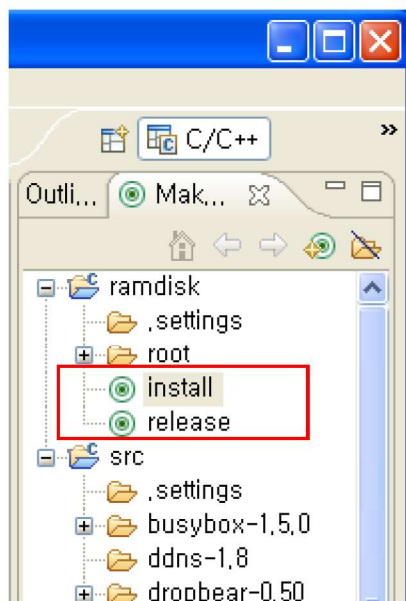 C/C++ »
Outli... Mak...
ramdisk
.settings
root
install
release
src
.settings
busybox-1.5.0
ddns-1.8
dropbear-0.50